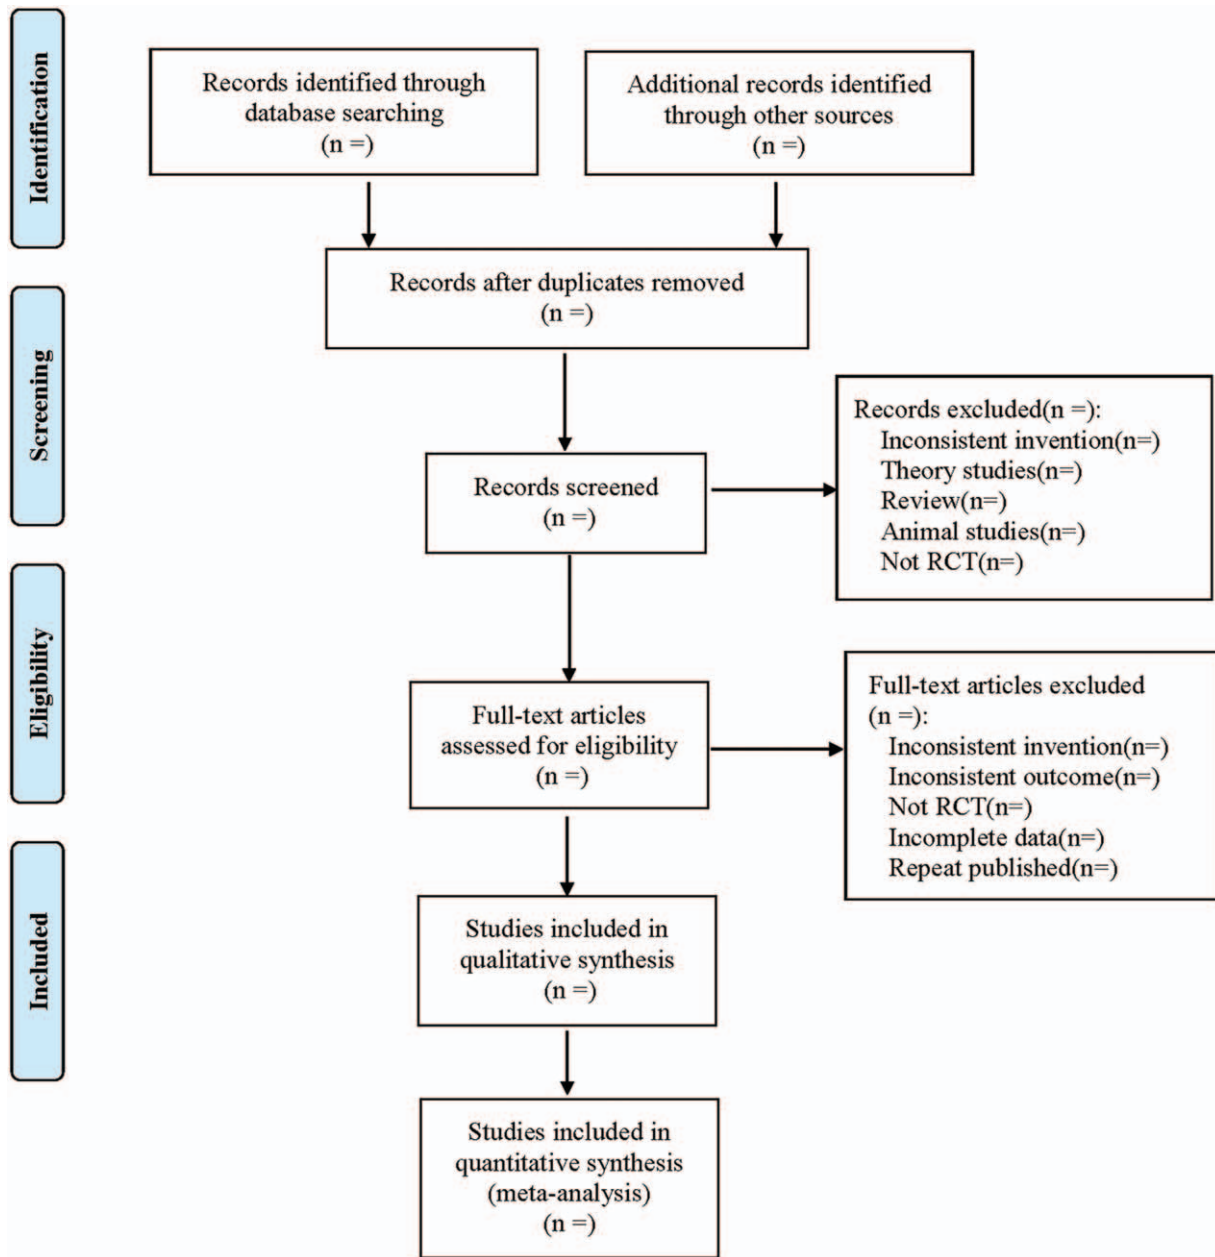 Identification
Records identified through
database searching
(n =)
Additional records identified
through other sources
(n =)
Records after duplicates removed
(n =)
Screening
Records screened
(n =)
Records excluded(n =):
Inconsistent invention(n=)
Theory studies(n=)
Review(n=)
Animal studies(n=)
Not RCT(n=)
Eligibility
Full-text articles
assessed for eligibility
(n =)
Full-text articles excluded
(n =):
Inconsistent invention(n=)
Inconsistent outcome(n=)
Not RCT(n=)
Incomplete data(n=)
Repeat published(n=)
Included
Studies included in
qualitative synthesis
(n =)
Studies included in
quantitative synthesis
(meta-analysis)
(n =)